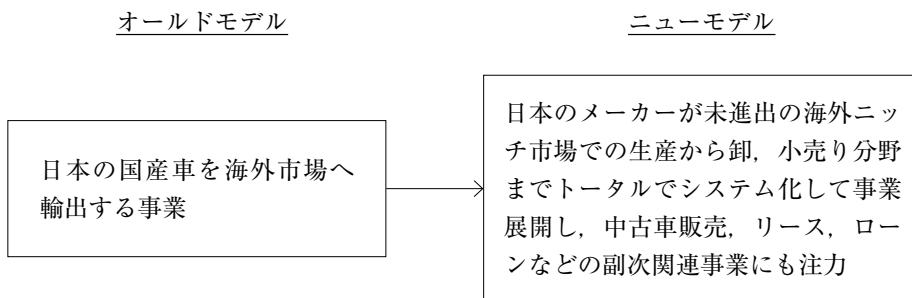 オールドモデル
ニューモデル
日本の国産車を海外市場へ
輸出する事業
日本のメーカーが未進出の海外ニッ
チ市場での生産から卸，小売り分野
までトータルでシステム化して事業
展開し，中古車販売，リース，ロー
ンなどの副次関連事業にも注力